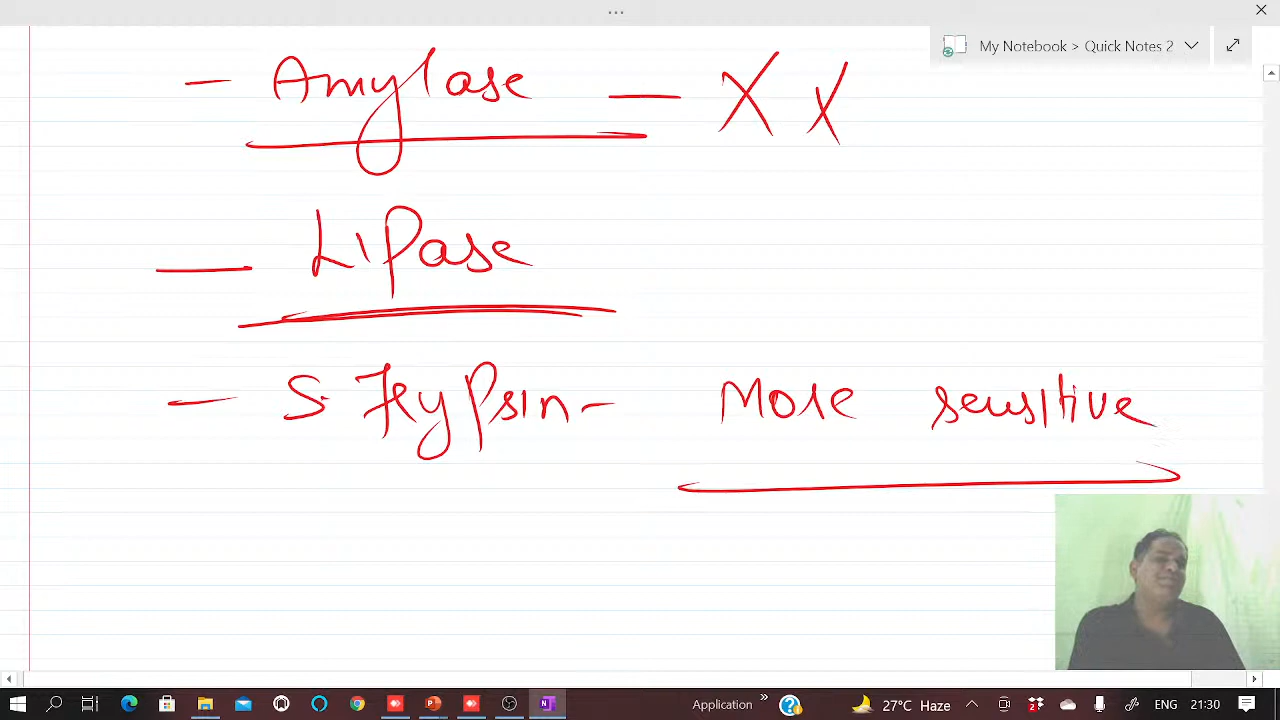 ...
My Notebook > Quick Notes 2
- Amylase - X X
- Lipase
- S. Trypsin - More sensitive
Application
27°C Haze
ENG
21:30